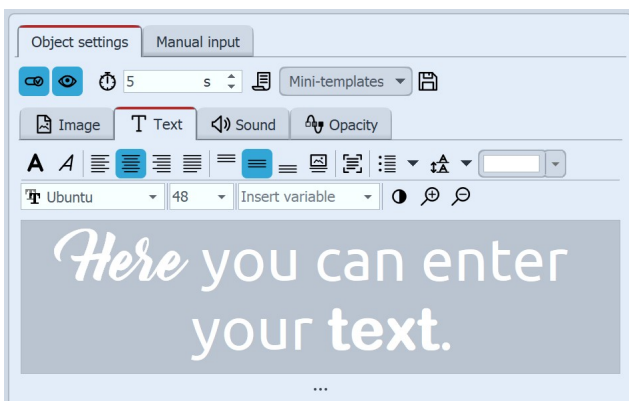 Object settings Manual input
5 s Mini-templates
Image T Text Sound Opacity
A A
Ubuntu 48 Insert variable
Here you can enter
your text.
...